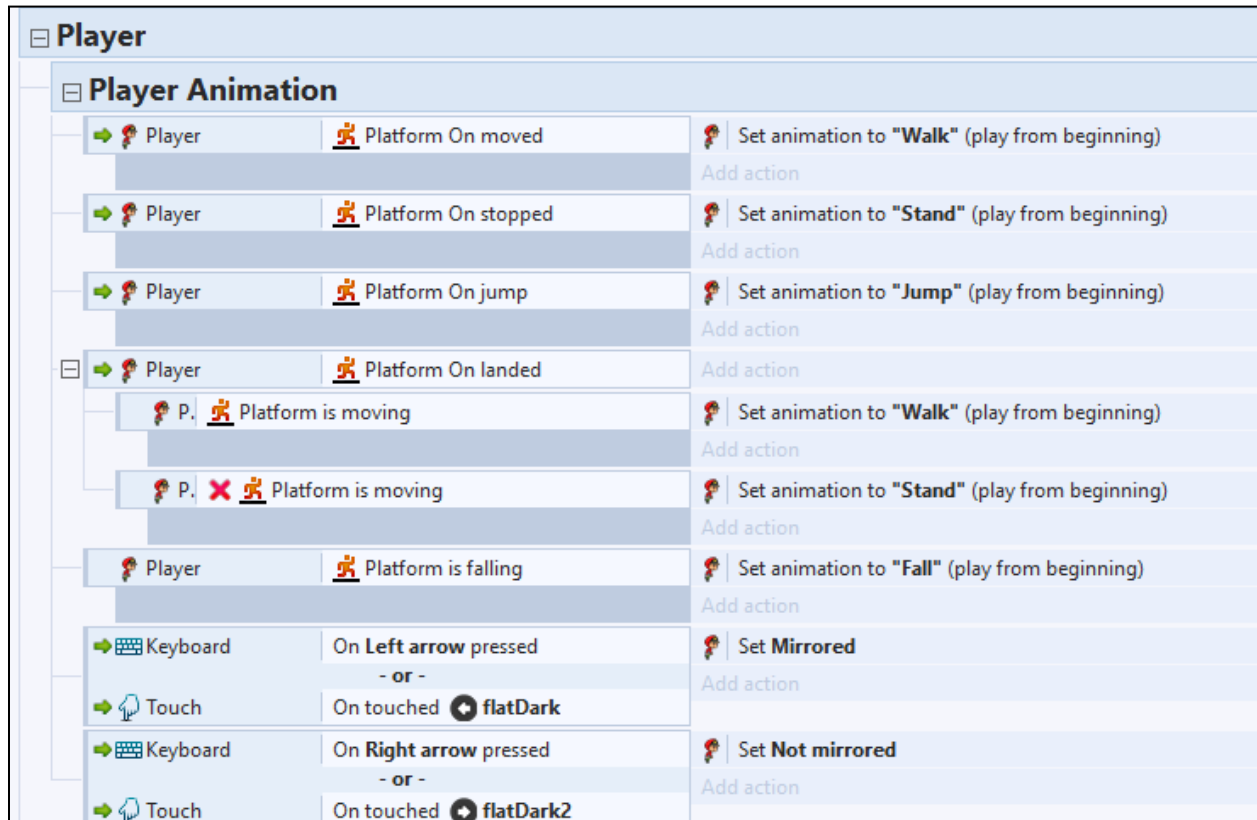 Player
Player Animation
Player Platform On moved Set animation to "Walk" (play from beginning)
Add action
Player Platform On stopped Set animation to "Stand" (play from beginning)
Add action
Player Platform On jump Set animation to "Jump" (play from beginning)
Add action
Player Platform On landed Add action
P. Platform is moving Set animation to "Walk" (play from beginning)
Add action
P. Platform is moving Set animation to "Stand" (play from beginning)
Add action
Player Platform is falling Set animation to "Fall" (play from beginning)
Add action
Keyboard On Left arrow pressed Set Mirrored
- or -
Add action
Touch On touched flatDark
Keyboard On Right arrow pressed Set Not mirrored
- or -
Add action
Touch On touched flatDark2